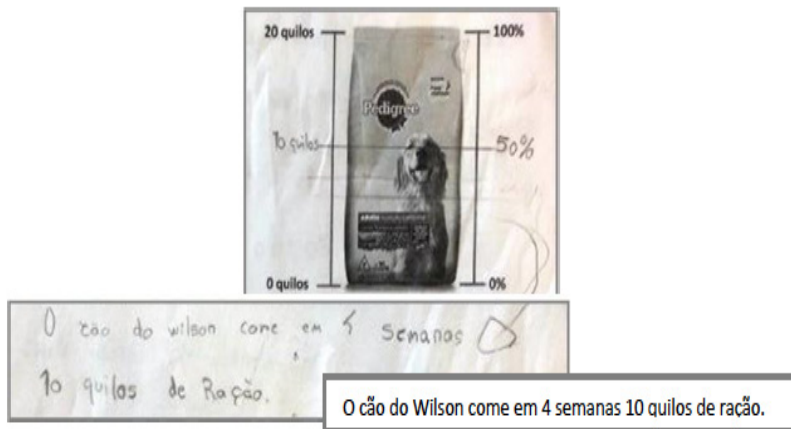 20 quilos 100%
Pedigree
10 quilos 50%
0 quilos 0%
O cão do wilson come em 4 semanas
10 quilos de Ração.
O cão do Wilson come em 4 semanas 10 quilos de ração.